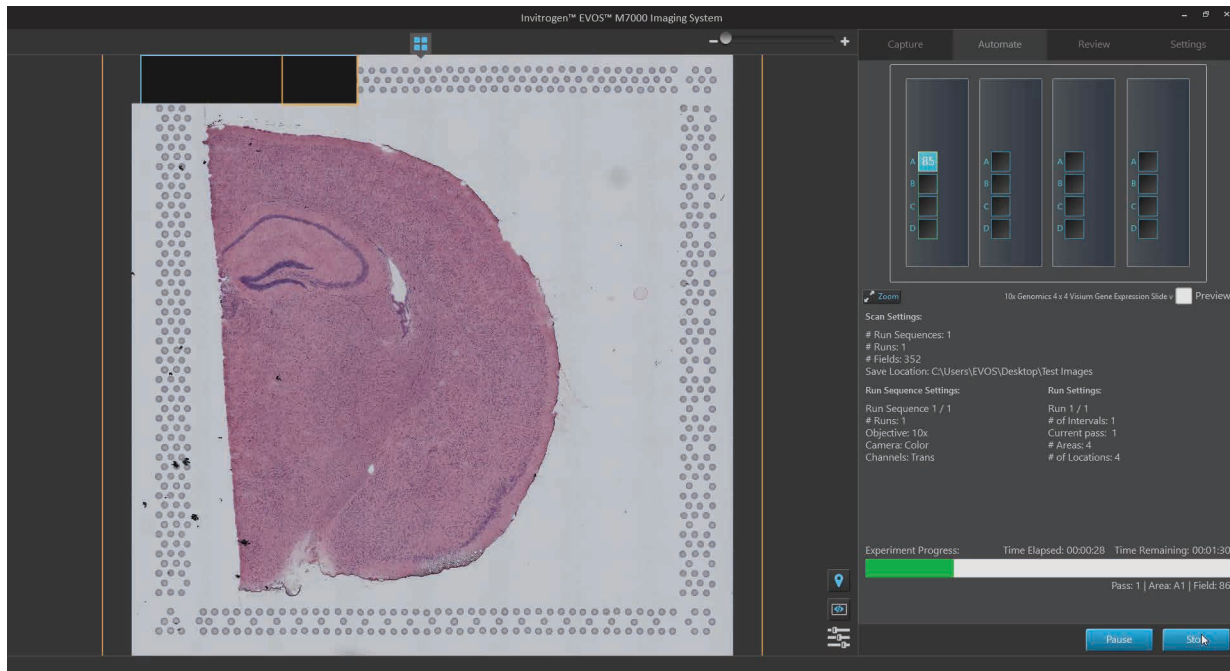 Invitrogen™ EVOS™ M7000 Imaging System
Capture Automate Review Settings
A 85 A A A
B B B B
C C C C
D D D D
Zoom 10x Genomics 4 x 4 Visium Gene Expression Slide v Preview
Scan Settings:
# Run Sequences: 1
# Runs: 1
# Fields: 352
Save Location: C:\Users\EVOS\Desktop\Test Images
Run Sequence Settings: Run Settings:
Run Sequence 1 / 1 Run 1 / 1
# Runs: 1 # of Intervals: 1
Objective: 10x Current pass: 1
Camera: Color # Areas: 4
Channels: Trans # of Locations: 4
Experiment Progress: Time Elapsed: 00:00:28 Time Remaining: 00:01:30
Pass: 1 | Area: A1 | Field: 86
Pause Sto